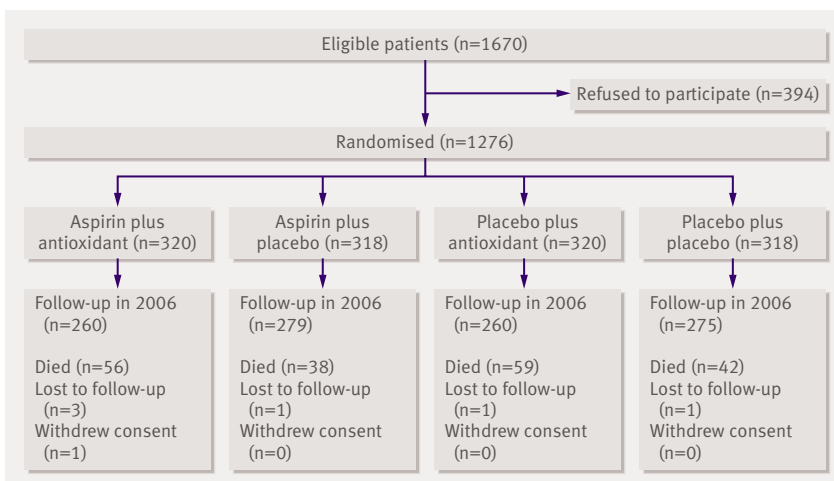 Eligible patients (n=1670)
Refused to participate (n=394)
Randomised (n=1276)
Aspirin plus
antioxidant (n=320)
Aspirin plus
placebo (n=318)
Placebo plus
antioxidant (n=320)
Placebo plus
placebo (n=318)
Follow-up in 2006
(n=260)
Died (n=56)
Lost to follow-up
(n=3)
Withdrew consent
(n=1)
Follow-up in 2006
(n=279)
Died (n=38)
Lost to follow-up
(n=1)
Withdrew consent
(n=0)
Follow-up in 2006
(n=260)
Died (n=59)
Lost to follow-up
(n=1)
Withdrew consent
(n=0)
Follow-up in 2006
(n=275)
Died (n=42)
Lost to follow-up
(n=1)
Withdrew consent
(n=0)